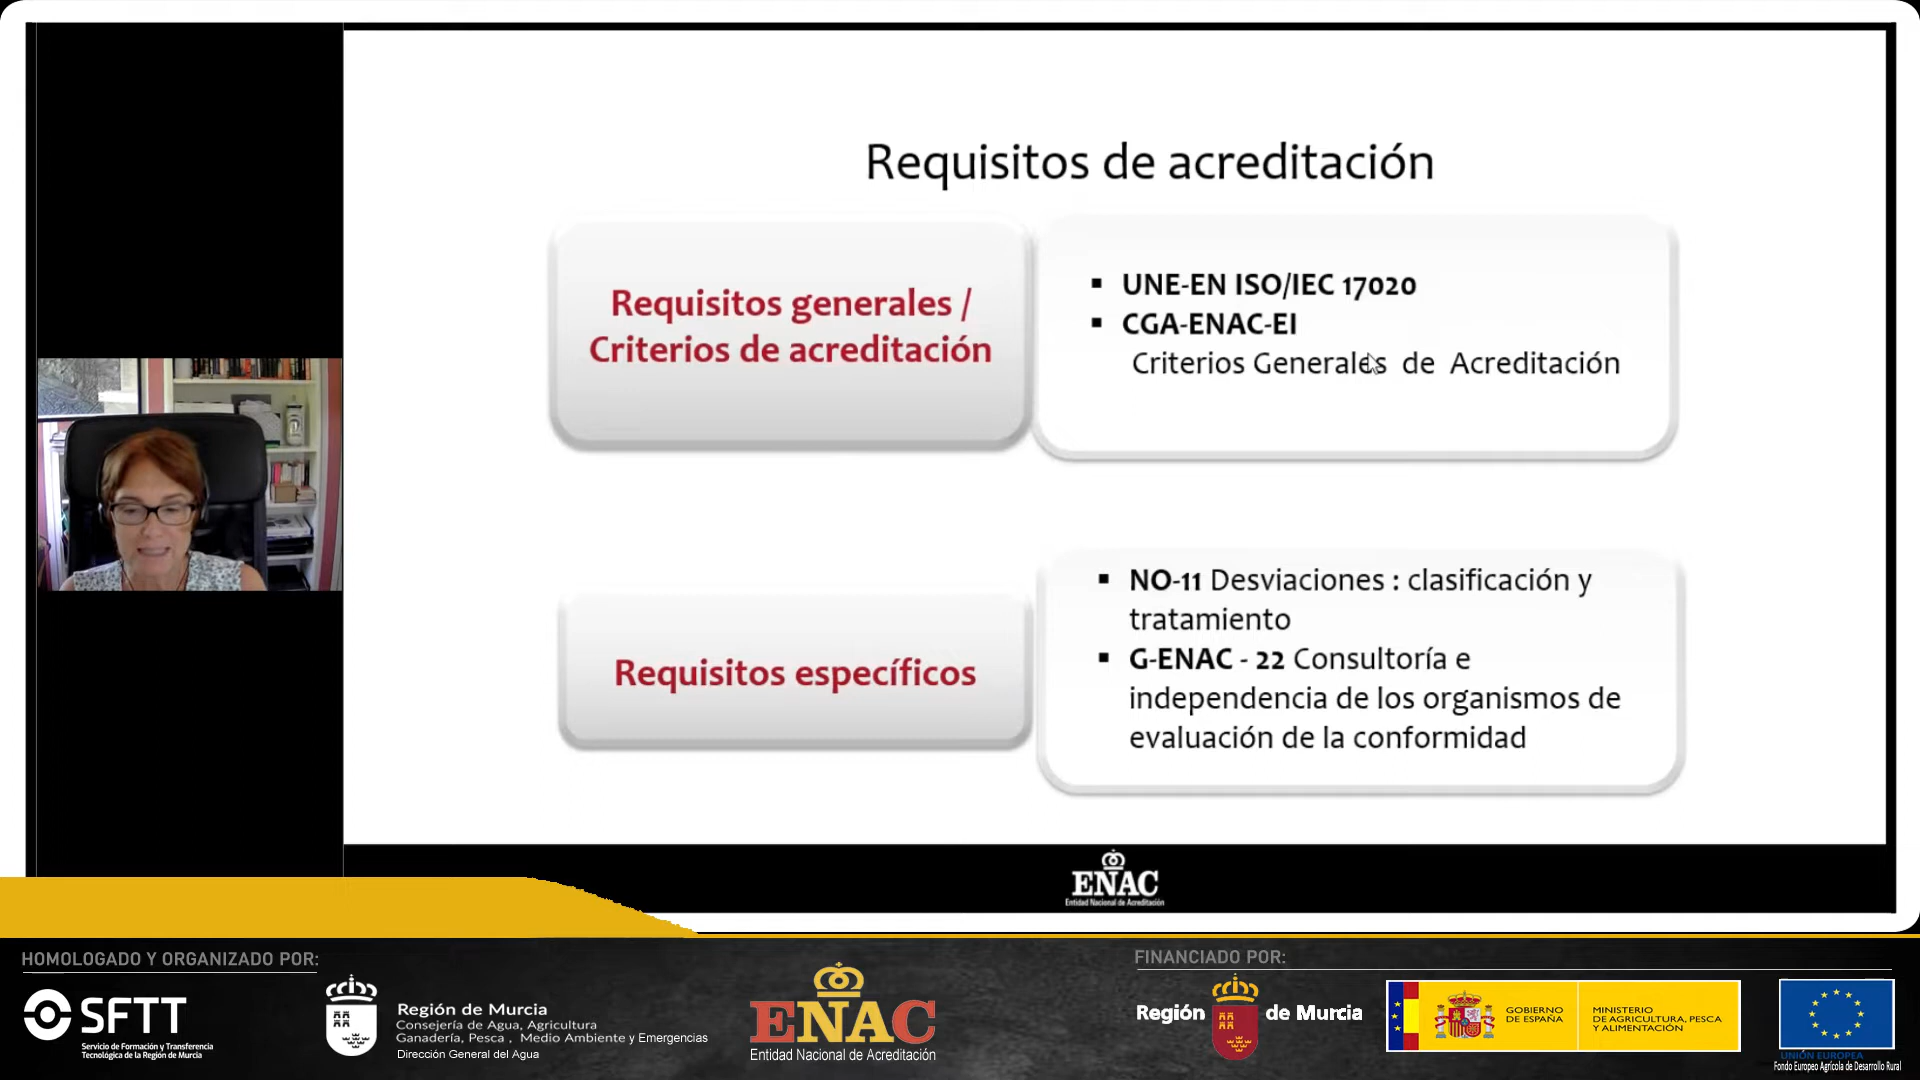 Requisitos de acreditación
Requisitos generales /
Criterios de acreditación
▪ UNE-EN ISO/IEC 17020
▪ CGA-ENAC-EI
Criterios Generales de Acreditación
Requisitos específicos
▪ NO-11 Desviaciones : clasificación y
tratamiento
▪ G-ENAC - 22 Consultoría e
independencia de los organismos de
evaluación de la conformidad
ENAC
Entidad Nacional de Acreditación
HOMOLOGADO Y ORGANIZADO POR:
SFTT
Servicio de Formación y Transferencia
Tecnológica de la Región de Murcia
Región de Murcia
Consejería de Agua, Agricultura
Ganadería, Pesca , Medio Ambiente y Emergencias
Dirección General del Agua
ENAC
Entidad Nacional de Acreditación
FINANCIADO POR:
Región de Murcia
GOBIERNO
DE ESPAÑA
MINISTERIO
DE AGRICULTURA, PESCA
Y ALIMENTACIÓN
UNIÓN EUROPEA
Fondo Europeo Agrícola de Desarrollo Rural